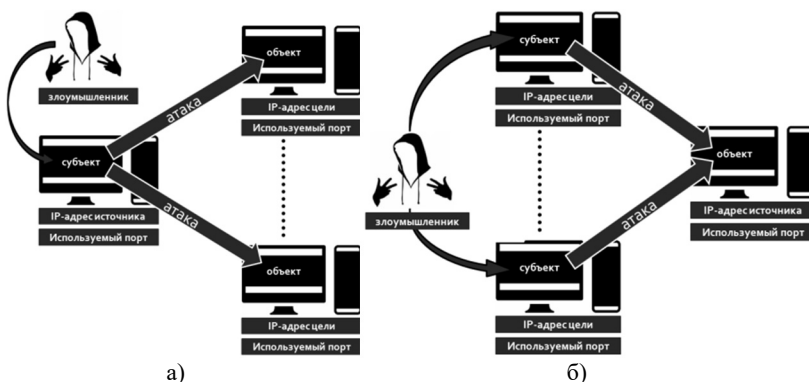 злоумышленник
субъект
IP-адрес источника
Используемый порт
атака
атака
объект
IP-адрес цели
Используемый порт
объект
IP-адрес цели
Используемый порт
а)
злоумышленник
субъект
IP-адрес цели
Используемый порт
субъект
IP-адрес цели
Используемый порт
атака
атака
объект
IP-адрес источника
Используемый порт
б)